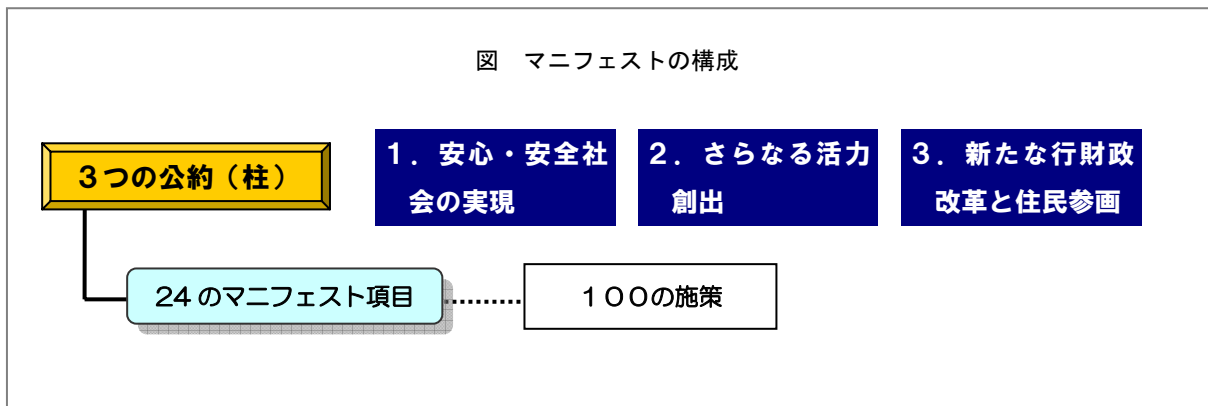 図　マニフェストの構成
３つの公約（柱）
１．安心・安全社
会の実現
２．さらなる活力
創出
３．新たな行財政
改革と住民参画
24のマニフェスト項目
１００の施策